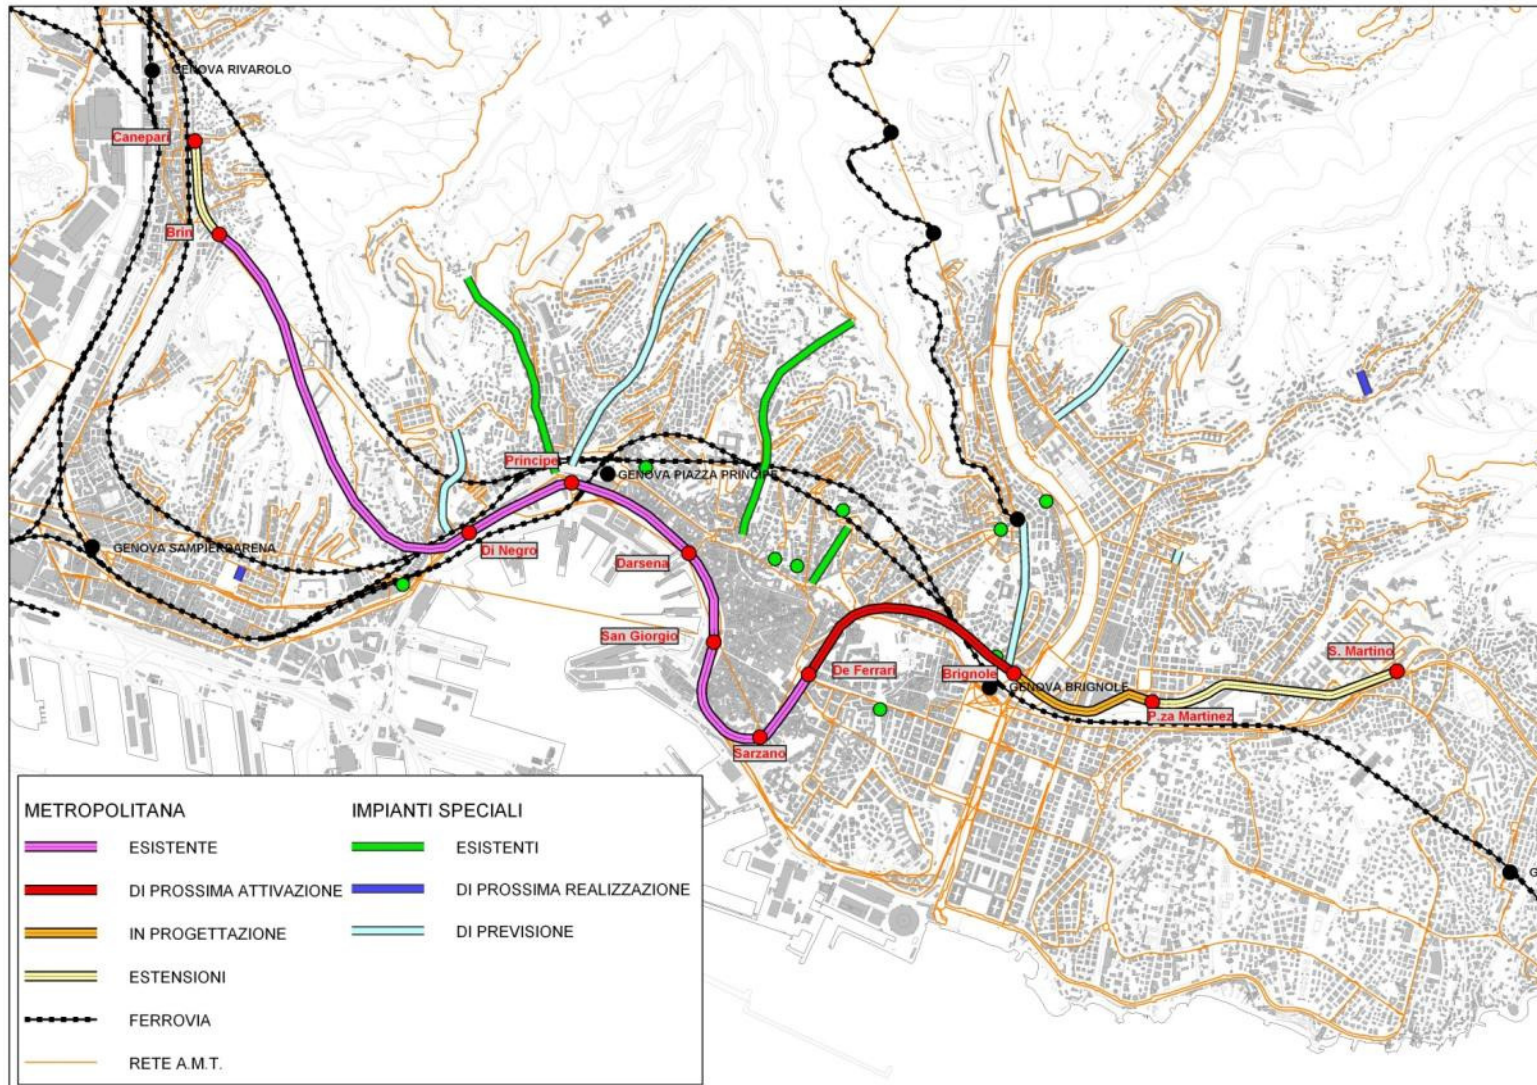 GENOVA RIVAROLO
Canepari
Brin
Principe
GENOVA PIAZZA PRINCIPE
GENOVA SAMPIERDARENA
Di Negro
Darsena
San Giorgio
De Ferrari
Brignole
GENOVA BRIGNOLE
S. Martino
P.za Martinez
Sarzano
G
METROPOLITANA
ESISTENTE
DI PROSSIMA ATTIVAZIONE
IN PROGETTAZIONE
ESTENSIONI
FERROVIA
RETE A.M.T.
IMPIANTI SPECIALI
ESISTENTI
DI PROSSIMA REALIZZAZIONE
DI PREVISIONE